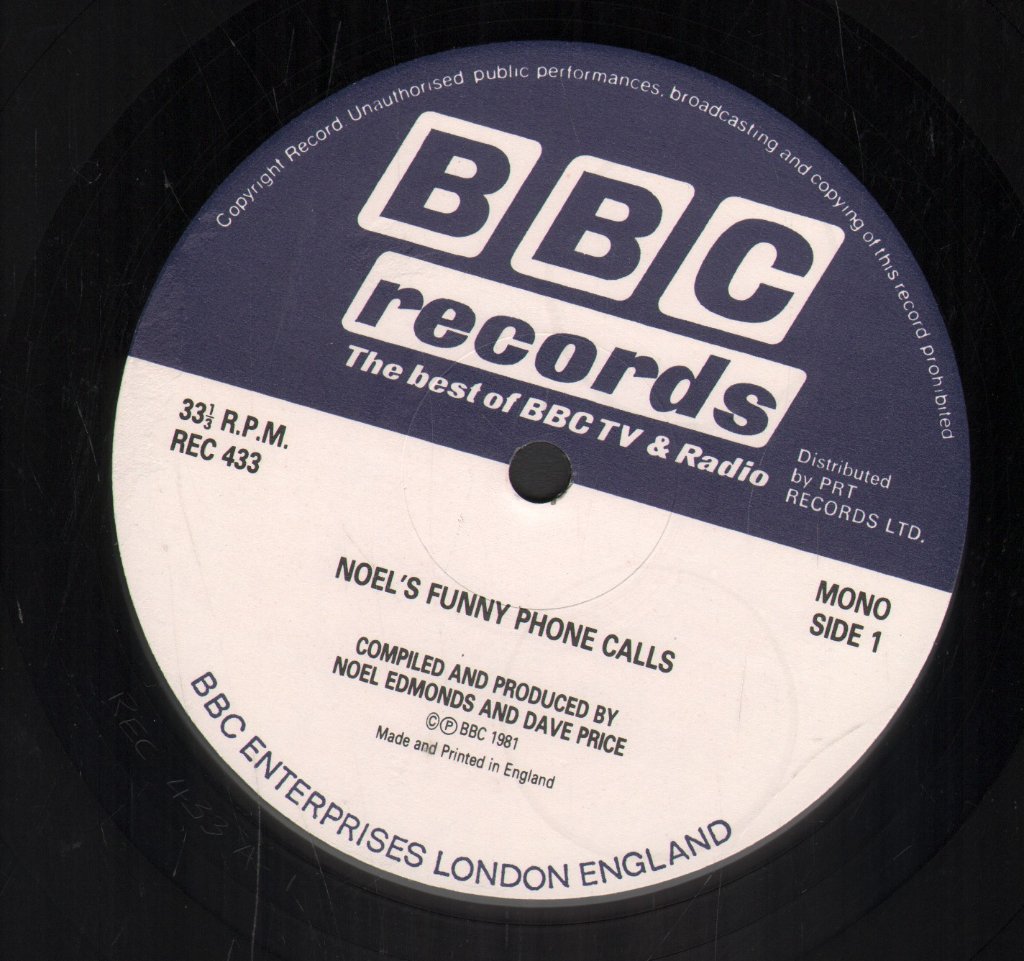 Copyright Record Unauthorised public performances, broadcasting and copying of this record prohibited
BBC
records
The best of BBC TV & Radio
Distributed
by PRT
RECORDS LTD.
33⅓ R.P.M.
REC 433
MONO
SIDE 1
NOEL'S FUNNY PHONE CALLS
COMPILED AND PRODUCED BY
NOEL EDMONDS AND DAVE PRICE
©℗ BBC 1981
Made and Printed in England
BBC ENTERPRISES LONDON ENGLAND
REC 433 A